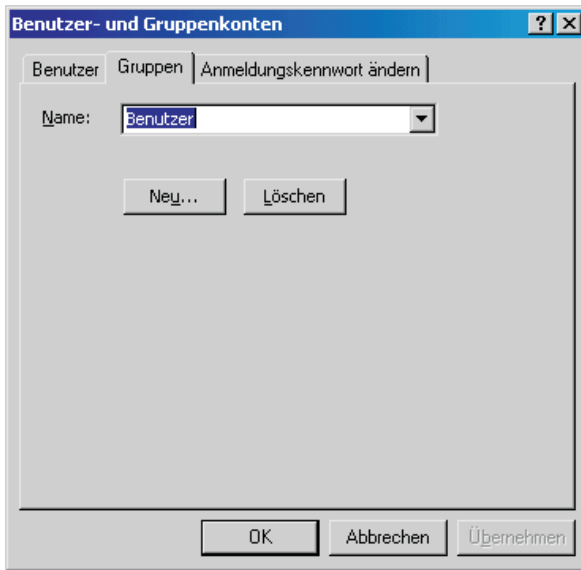 Benutzer- und Gruppenkonten
Benutzer Gruppen Anmeldungskennwort ändern
Name: Benutzer
Neu... Löschen
OK Abbrechen Übernehmen